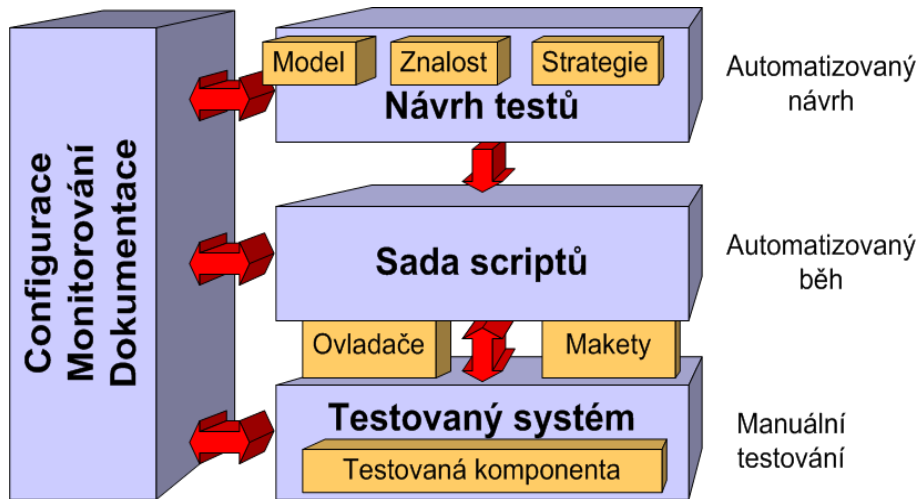 Configurace
Monitorování
Dokumentace
Model
Znalost
Strategie
Návrh testů
Automatizovaný
návrh
Sada scriptů
Automatizovaný
běh
Ovladače
Makety
Testovaný systém
Testovaná komponenta
Manuální
testování